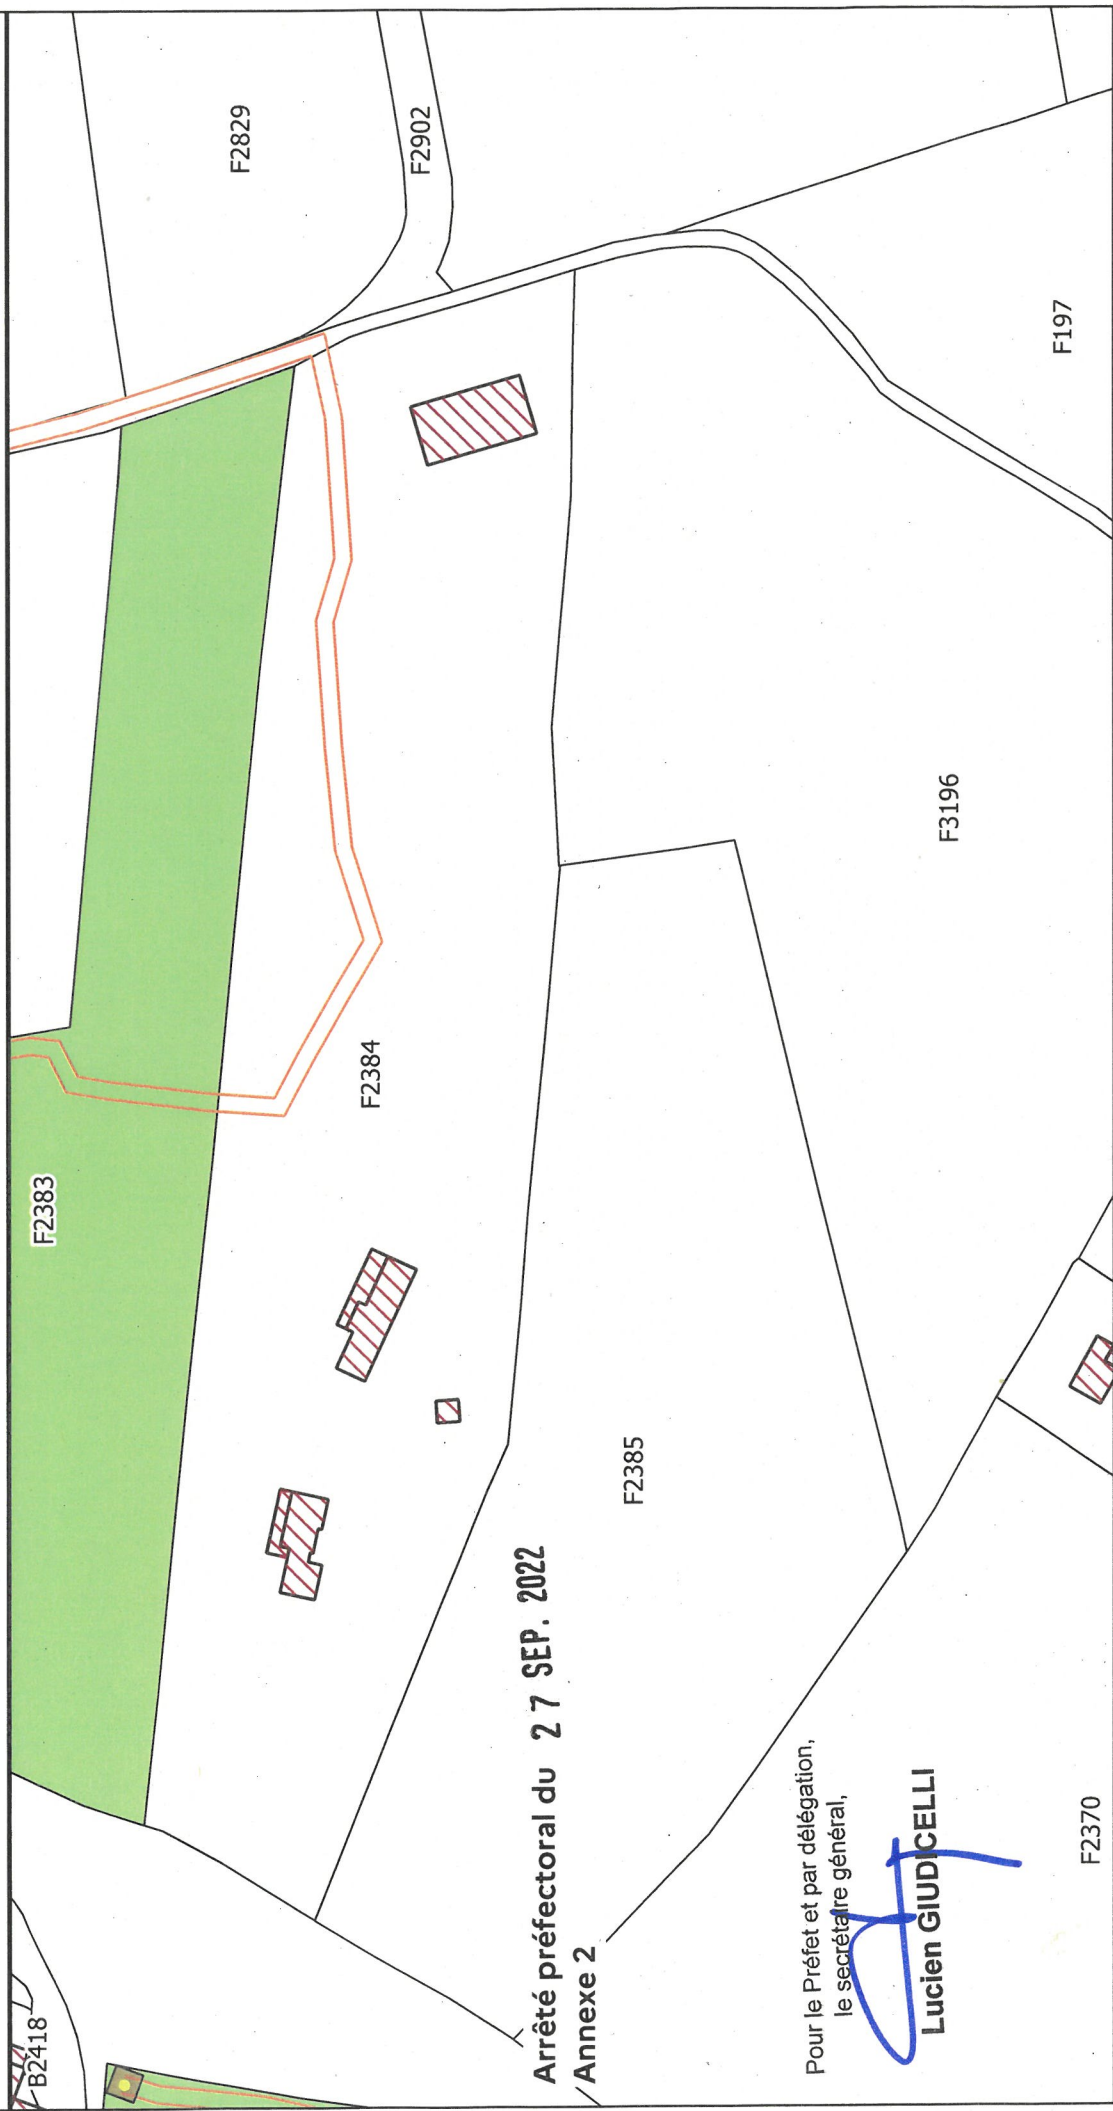 B2418
F2383
F2829
F2902
F2384
Arrêté préfectoral du 27 SEP. 2022
Annexe 2
F2385
F3196
F197
Pour le Préfet et par délégation,
le secrétaire général,
Lucien GIUDICELLI
F2370